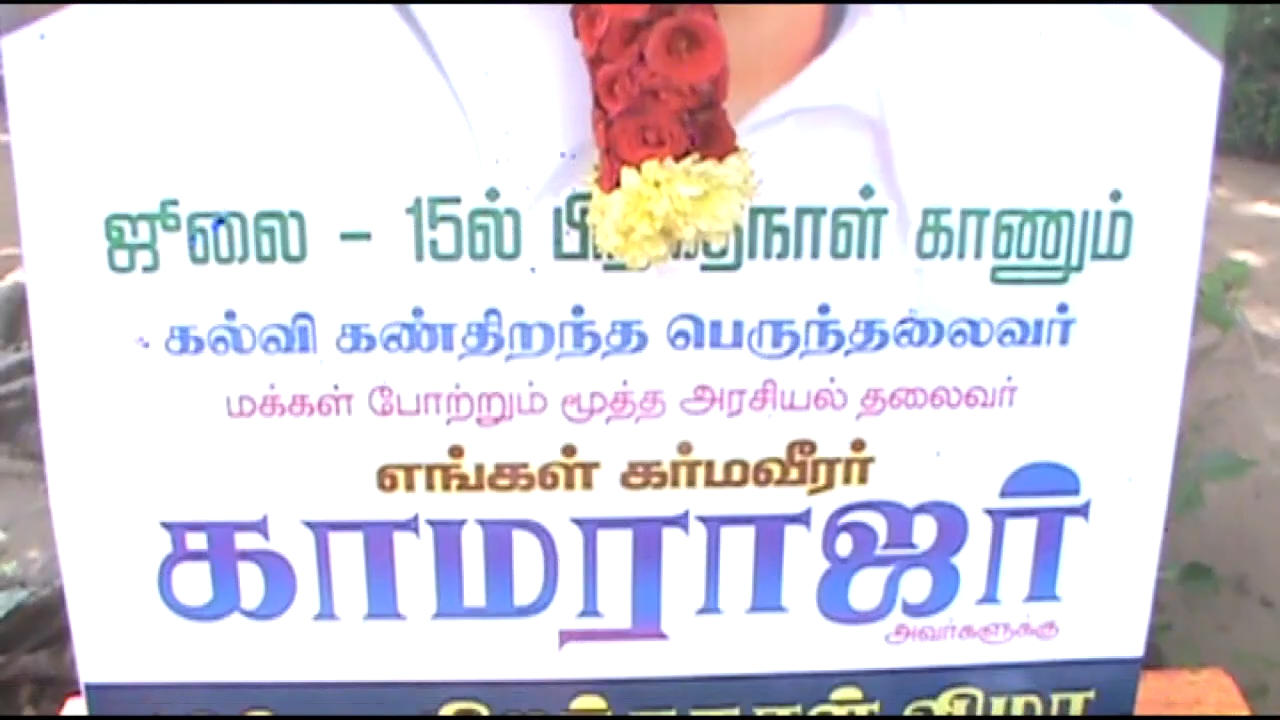 ஜூலை - 15ல் காணும்
கல்வி கண்திறந்த பெருந்தலைவர்
மக்கள் போற்றும் மூத்த அரசியல் தலைவர்
எங்கள் கர்மவீரர்
காமராஜர்
அவர்களுக்கு